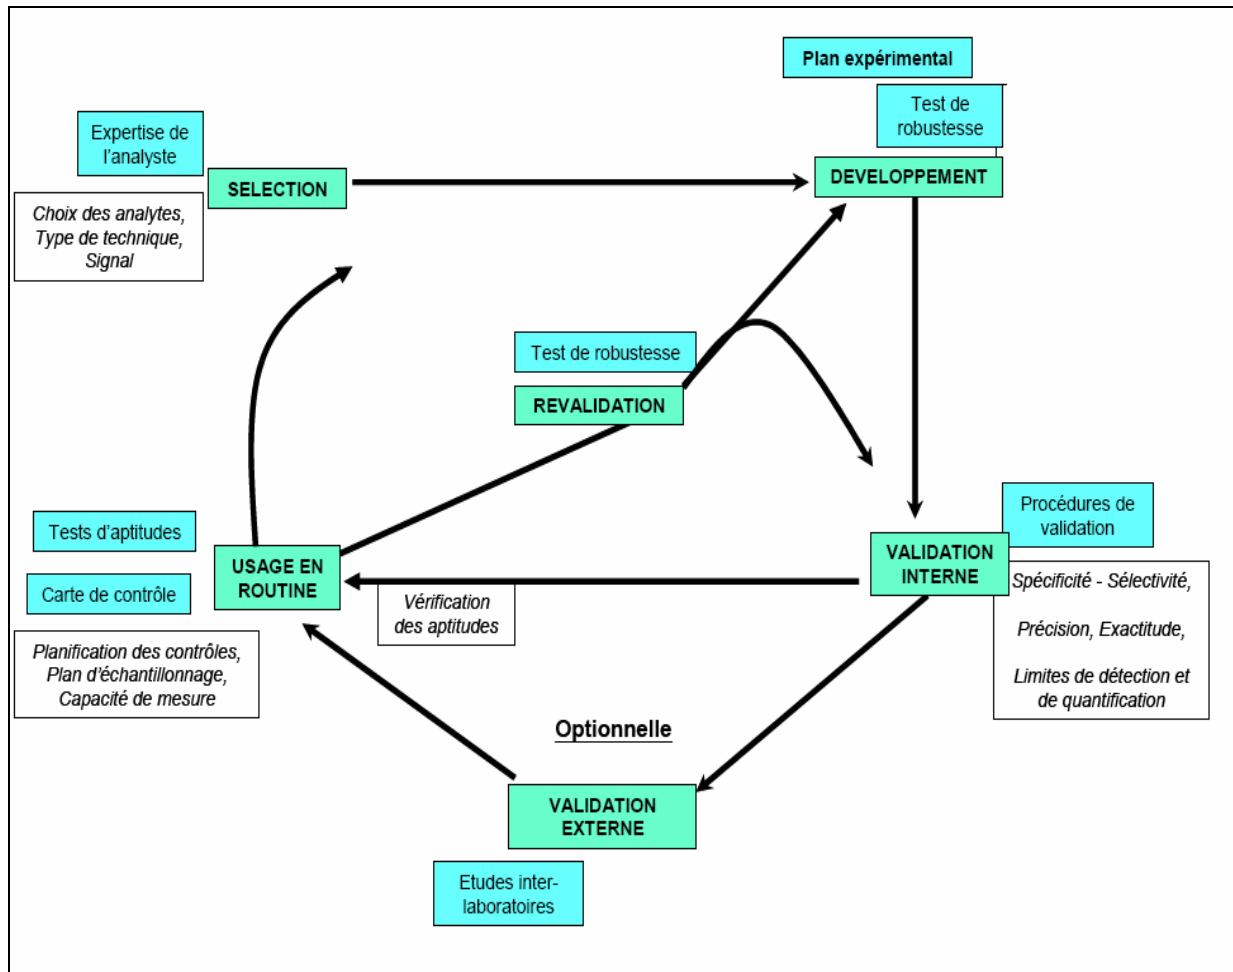 Plan expérimental
Test de
robustesse
Expertise de
l'analyste
SELECTION
DEVELOPPEMENT
Choix des analytes,
Type de technique,
Signal
Test de robustesse
REVALIDATION
Tests d'aptitudes
USAGE EN
ROUTINE
Carte de contrôle
Planification des contrôles,
Plan d'échantillonnage,
Capacité de mesure
Vérification
des aptitudes
VALIDATION
INTERNE
Procédures de
validation
Spécificité - Sélectivité,
Précision, Exactitude,
Limites de détection et
de quantification
Optionnelle
VALIDATION
EXTERNE
Etudes inter-
laboratoires